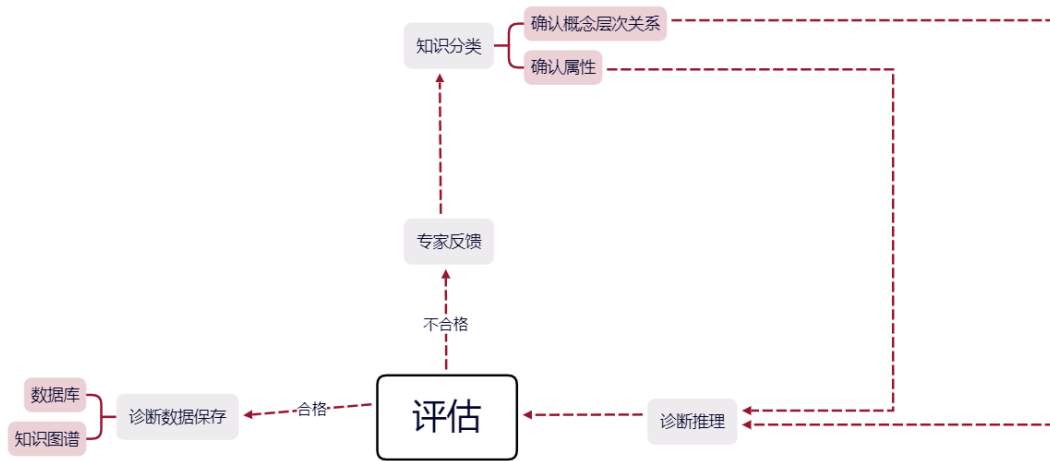 确认概念层次关系
知识分类
确认属性
专家反馈
不合格
数据库
合格
评估
诊断数据保存
诊断推理
知识图谱